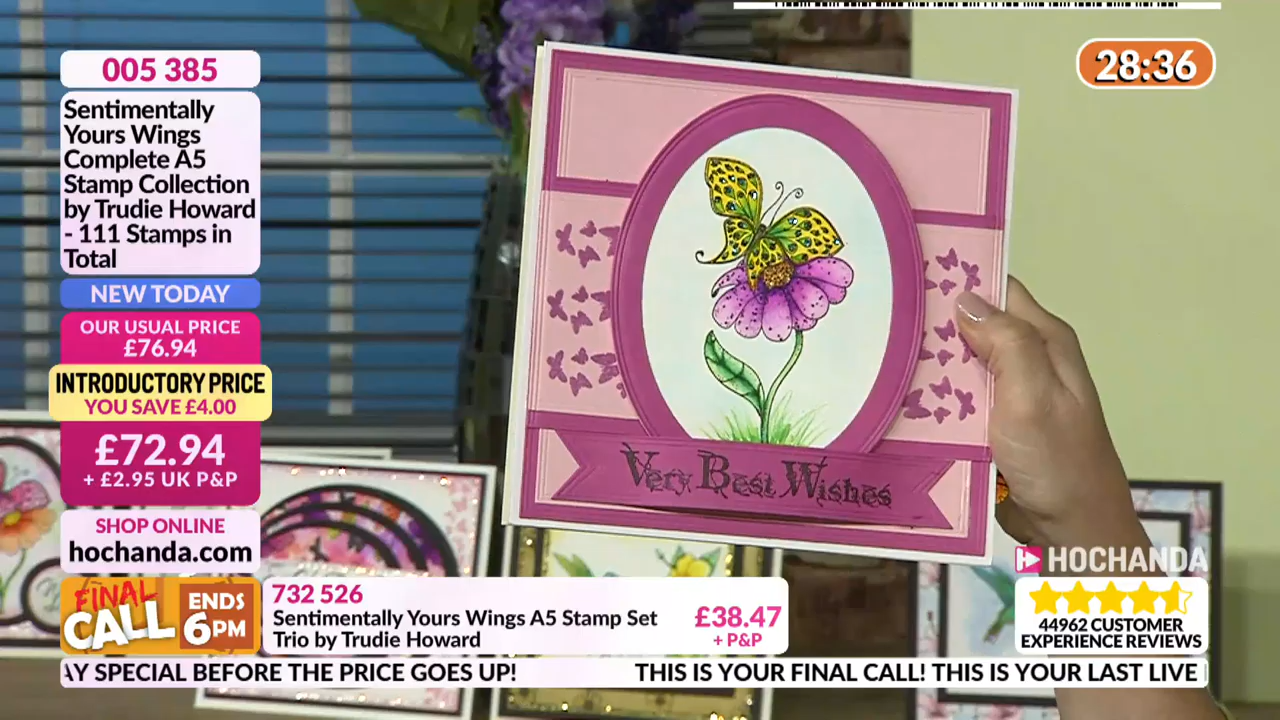 28:36
005 385
Sentimentally
Yours Wings
Complete A5
Stamp Collection
by Trudie Howard
- 111 Stamps in
Total
NEW TODAY
OUR USUAL PRICE
£76.94
INTRODUCTORY PRICE
YOU SAVE £4.00
£72.94
+ £2.95 UK P&P
SHOP ONLINE
hochanda.com
Very Best Wishes
HOCHANDA
44962 CUSTOMER
EXPERIENCE REVIEWS
FINAL
CALL
ENDS
6PM
732 526
Sentimentally Yours Wings A5 Stamp Set
Trio by Trudie Howard
£38.47
+ P&P
AY SPECIAL BEFORE THE PRICE GOES UP! THIS IS YOUR FINAL CALL! THIS IS YOUR LAST LIVE